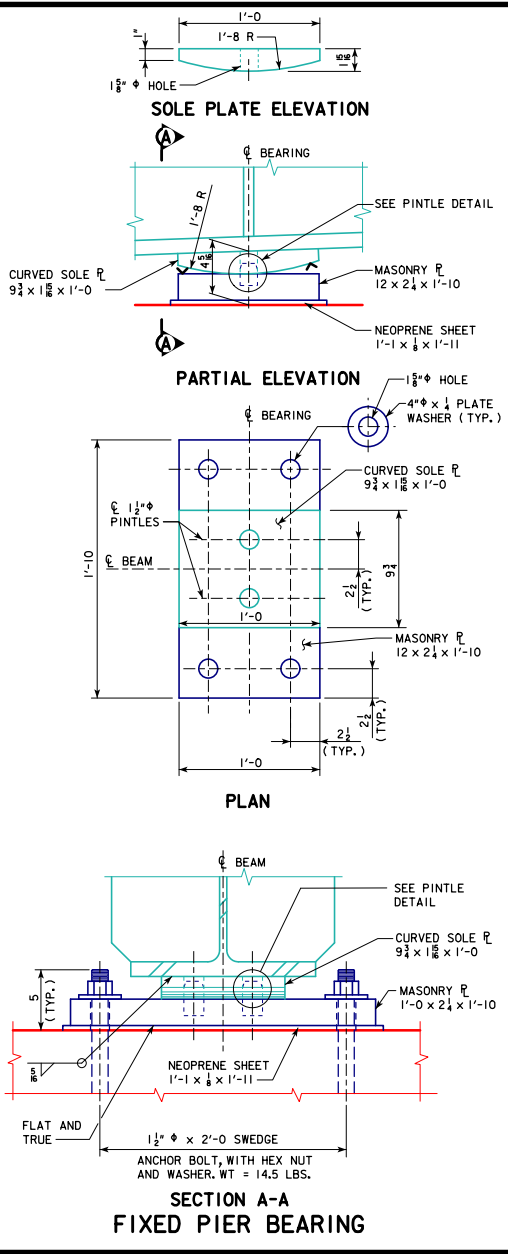 1'-0
1"
1'-8 R
1 15/16
1 5/8" ϕ HOLE
SOLE PLATE ELEVATION
A
℄ BEARING
1'-8 R
SEE PINTLE DETAIL
4 5/16
CURVED SOLE ⅊
9 3/4 x 1 15/16 x 1'-0
MASONRY ⅊
12 x 2 1/4 x 1'-10
NEOPRENE SHEET
1'-1 x 1/8 x 1'-11
A
PARTIAL ELEVATION
1 5/8" ϕ HOLE
4" ϕ x 1/4 PLATE
WASHER (TYP.)
℄ BEARING
CURVED SOLE ⅊
9 3/4 x 1 15/16 x 1'-0
℄ 1 1/2" ϕ
PINTLES
1'-10
℄ BEAM
2 1/2
(TYP.)
9 3/4
1'-0
MASONRY ⅊
12 x 2 1/4 x 1'-10
2 1/2
(TYP.)
2 1/2
(TYP.)
1'-0
PLAN
℄ BEAM
SEE PINTLE
DETAIL
CURVED SOLE ⅊
9 3/4 x 1 15/16 x 1'-0
5
(TYP.)
MASONRY ⅊
1'-0 x 2 1/4 x 1'-10
5/16
NEOPRENE SHEET
1'-1 x 1/8 x 1'-11
FLAT AND
TRUE
1 1/2" ϕ x 2'-0 SWEDGE
ANCHOR BOLT, WITH HEX NUT
AND WASHER. WT = 14.5 LBS.
SECTION A-A
FIXED PIER BEARING